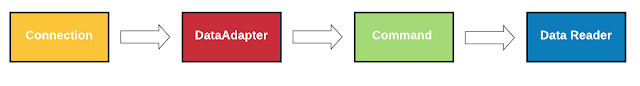 Connection
DataAdapter
Command
Data Reader